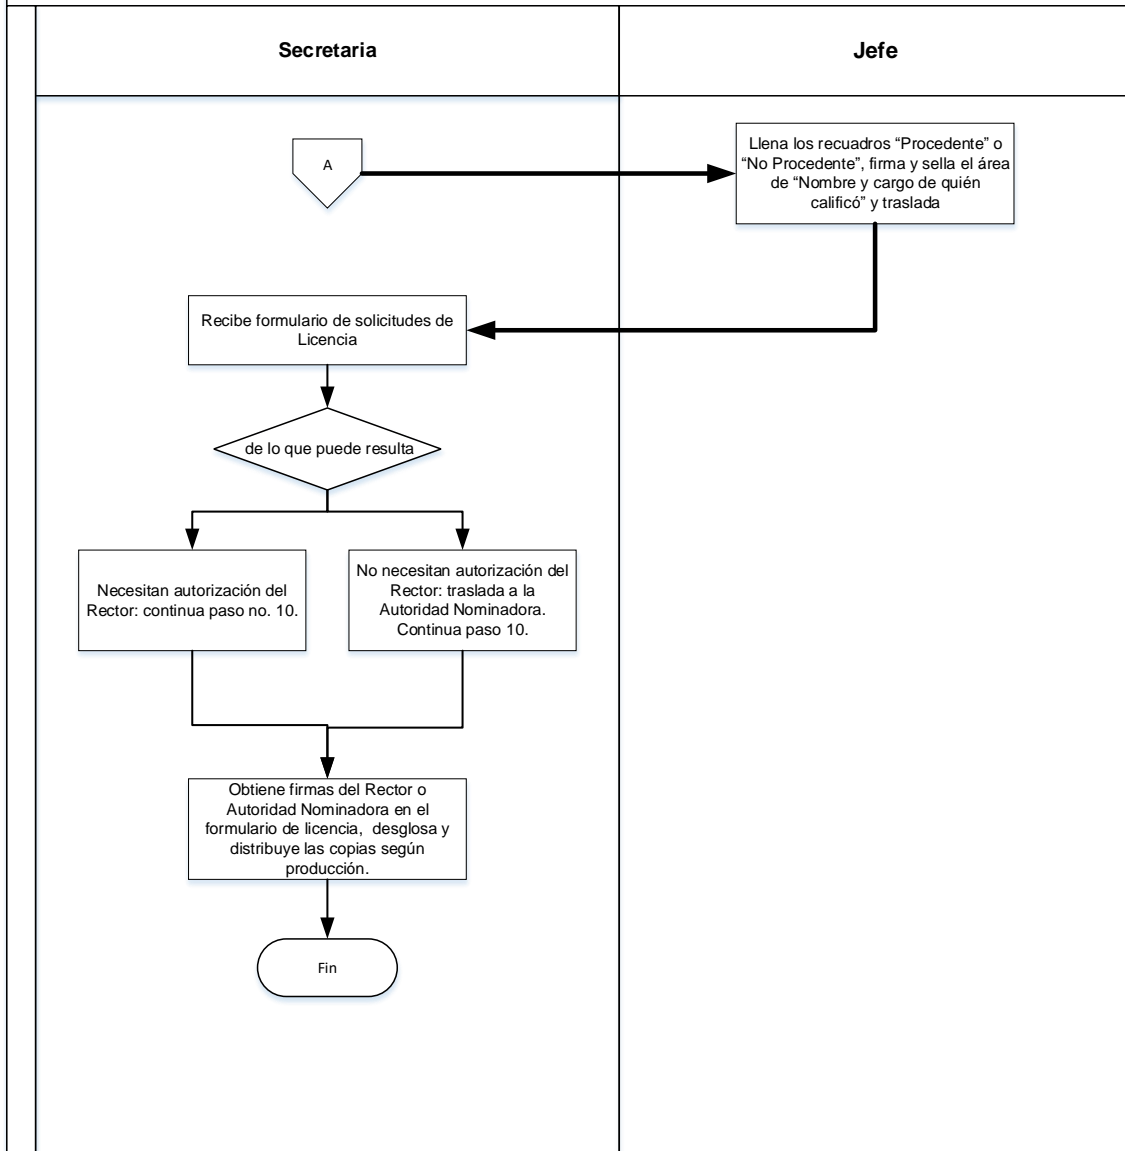 Secretaria
Jefe
A
Llena los recuadros “Procedente” o
“No Procedente”, firma y sella el área
de “Nombre y cargo de quién
calificó” y traslada
Recibe formulario de solicitudes de
Licencia
de lo que puede resulta
Necesitan autorización del
Rector: continua paso no. 10.
No necesitan autorización del
Rector: traslada a la
Autoridad Nominadora.
Continua paso 10.
Obtiene firmas del Rector o
Autoridad Nominadora en el
formulario de licencia,  desglosa y
distribuye las copias según
producción.
Fin